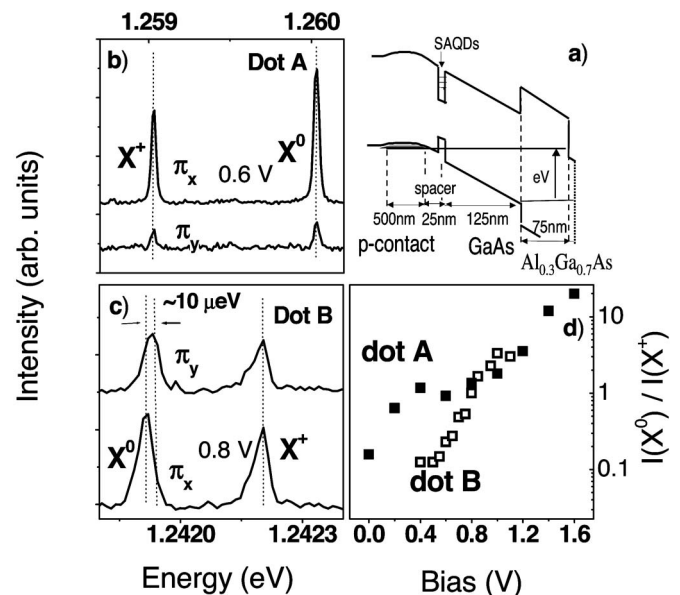 1.259 1.260
b) Dot A
X⁺ πₓ 0.6 V X⁰
π_y
SAQDs
a)
eV
spacer
500nm 25nm 125nm 75nm
p-contact GaAs Al₀.₃Ga₀.₇As
Intensity (arb. units)
c) ~10 μeV Dot B
π_y
X⁰ πₓ 0.8 V X⁺
1.2420 1.2423
Energy (eV)
d)
dot A
dot B
10
1
0.1
I(X⁰) / I(X⁺)
0.0 0.4 0.8 1.2 1.6
Bias (V)